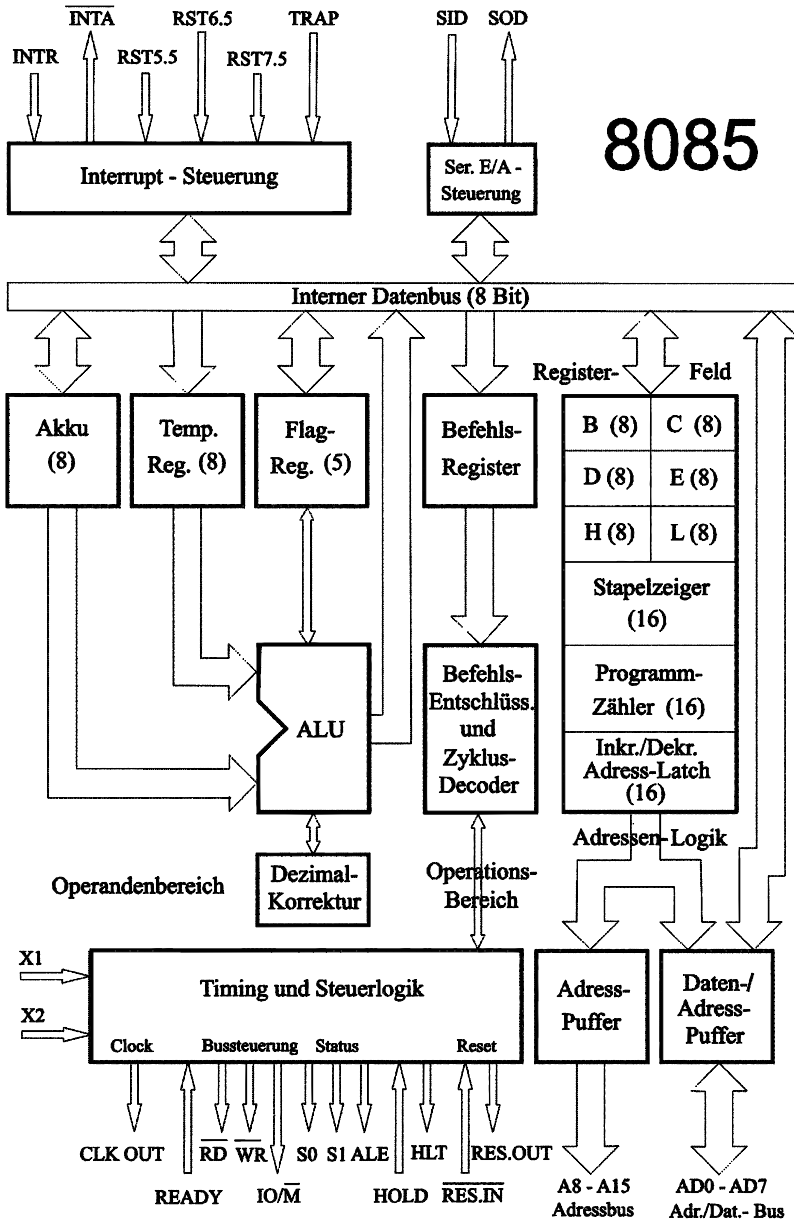 INTA RST6.5 TRAP SID SOD
INTR RST5.5 RST7.5
8085
Interrupt - Steuerung
Ser. E/A -
Steuerung
Interner Datenbus (8 Bit)
Register- Feld
Akku
(8)
Temp.
Reg. (8)
Flag-
Reg. (5)
Befehls-
Register
B (8) C (8)
D (8) E (8)
H (8) L (8)
Stapelzeiger
(16)
Programm-
Zähler (16)
Inkr./Dekr.
Adress-Latch
(16)
ALU
Befehls-
Entschlüss.
und
Zyklus-
Decoder
Adressen-Logik
Operandenbereich
Dezimal-
Korrektur
Operations-
Bereich
X1
X2
Timing und Steuerlogik
Clock Bussteuerung Status Reset
Adress-
Puffer
Daten-/
Adress-
Puffer
CLK OUT RD WR S0 S1 ALE HLT RES.OUT
READY IO/M HOLD RES.IN
A8 - A15
Adressbus
AD0 - AD7
Adr./Dat.- Bus